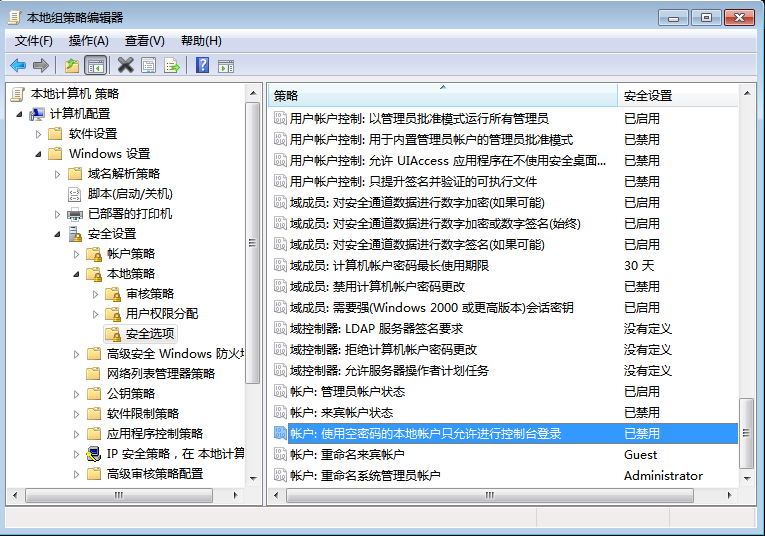 本地组策略编辑器
文件(F) 操作(A) 查看(V) 帮助(H)
本地计算机 策略
计算机配置
软件设置
Windows 设置
域名解析策略
脚本(启动/关机)
已部署的打印机
安全设置
帐户策略
本地策略
审核策略
用户权限分配
安全选项
高级安全 Windows 防火墙
网络列表管理器策略
公钥策略
软件限制策略
应用程序控制策略
IP 安全策略，在 本地计算
高级审核策略配置
策略 安全设置
用户帐户控制: 以管理员批准模式运行所有管理员 已启用
用户帐户控制: 用于内置管理员帐户的管理员批准模式 已禁用
用户帐户控制: 允许 UIAccess 应用程序在不使用安全桌面... 已禁用
用户帐户控制: 只提升签名并验证的可执行文件 已禁用
域成员: 对安全通道数据进行数字加密(如果可能) 已启用
域成员: 对安全通道数据进行数字加密或数字签名(始终) 已启用
域成员: 对安全通道数据进行数字签名(如果可能) 已启用
域成员: 计算机帐户密码最长使用期限 30 天
域成员: 禁用计算机帐户密码更改 已禁用
域成员: 需要强(Windows 2000 或更高版本)会话密钥 已启用
域控制器: LDAP 服务器签名要求 没有定义
域控制器: 拒绝计算机帐户密码更改 没有定义
域控制器: 允许服务器操作者计划任务 没有定义
帐户: 管理员帐户状态 已启用
帐户: 来宾帐户状态 已禁用
帐户: 使用空密码的本地帐户只允许进行控制台登录 已禁用
帐户: 重命名来宾帐户 Guest
帐户: 重命名系统管理员帐户 Administrator